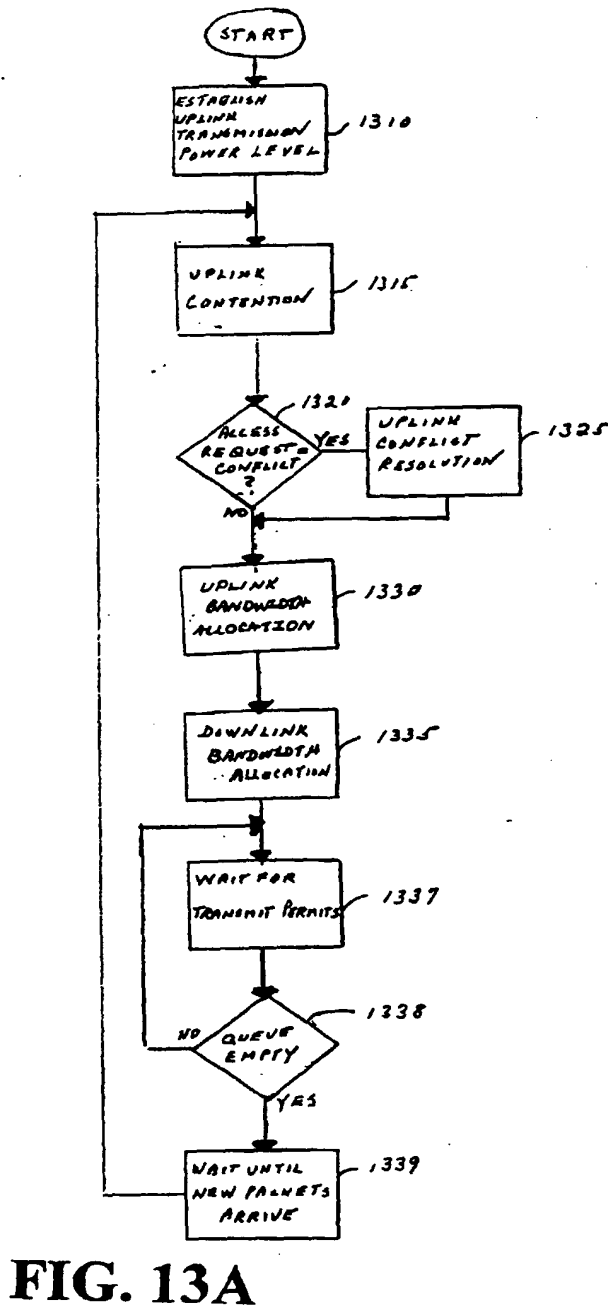 START
ESTABLISH
UPLINK
TRANSMISSION
POWER LEVEL
1310
UPLINK
CONTENTION
1315
1320
ACCESS
REQUEST =
CONFLICT
?
YES
NO
UPLINK
CONFLICT
RESOLUTION
1325
UPLINK
BANDWIDTH
ALLOCATION
1330
DOWNLINK
BANDWIDTH
ALLOCATION
1335
WAIT FOR
TRANSMIT PERMITS
1337
1338
QUEUE
EMPTY
NO
YES
WAIT UNTIL
NEW PACKETS
ARRIVE
1339
FIG. 13A